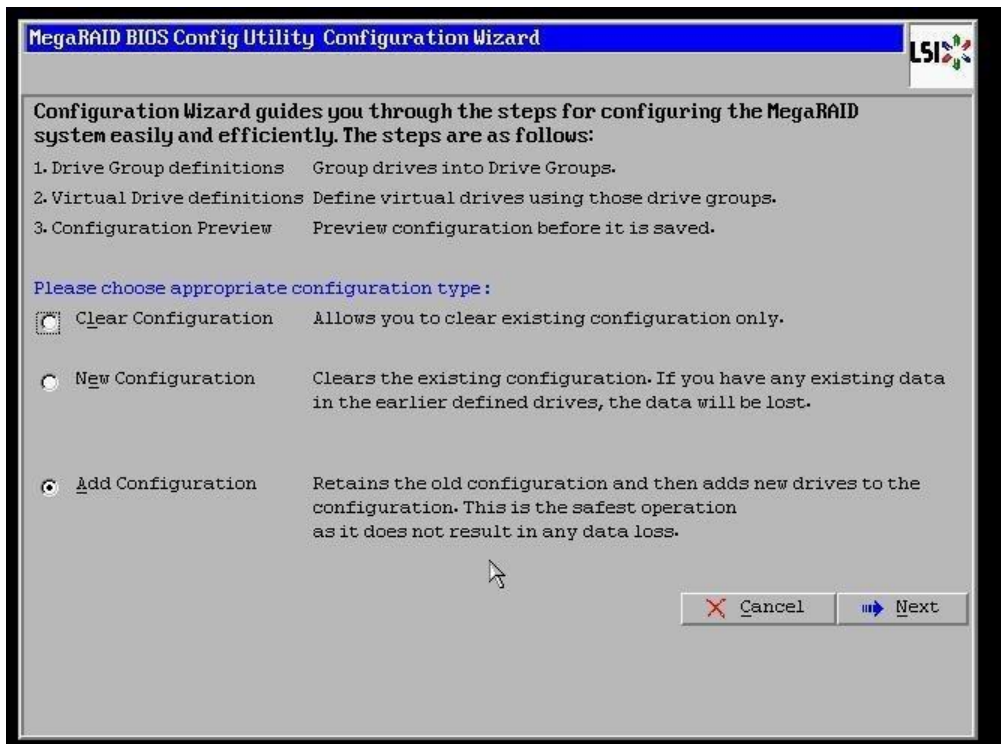 MegaRAID BIOS Config Utility Configuration Wizard
LSI
Configuration Wizard guides you through the steps for configuring the MegaRAID
system easily and efficiently. The steps are as follows:
1. Drive Group definitions Group drives into Drive Groups.
2. Virtual Drive definitions Define virtual drives using those drive groups.
3. Configuration Preview Preview configuration before it is saved.
Please choose appropriate configuration type:
Clear Configuration Allows you to clear existing configuration only.
New Configuration Clears the existing configuration. If you have any existing data
in the earlier defined drives, the data will be lost.
Add Configuration Retains the old configuration and then adds new drives to the
configuration. This is the safest operation
as it does not result in any data loss.
Cancel Next